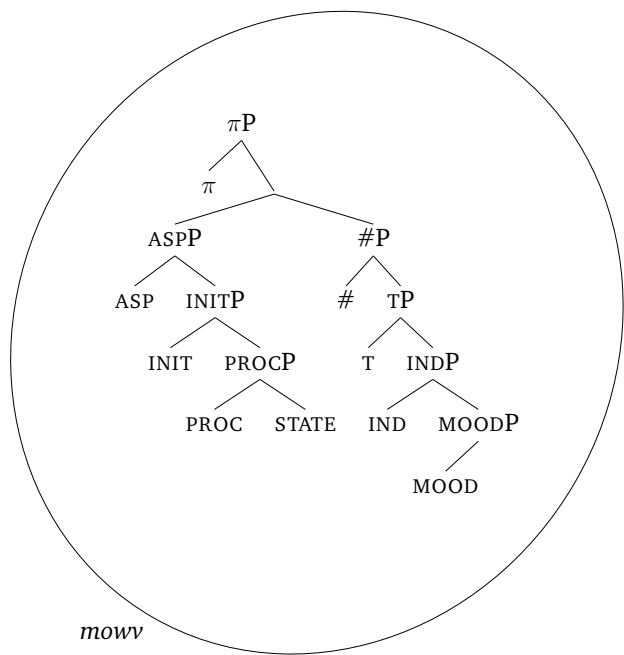 πP
π
ASPP #P
ASP INITP # TP
INIT PROCP T INDP
PROC STATE IND MOODP
MOOD
mowv